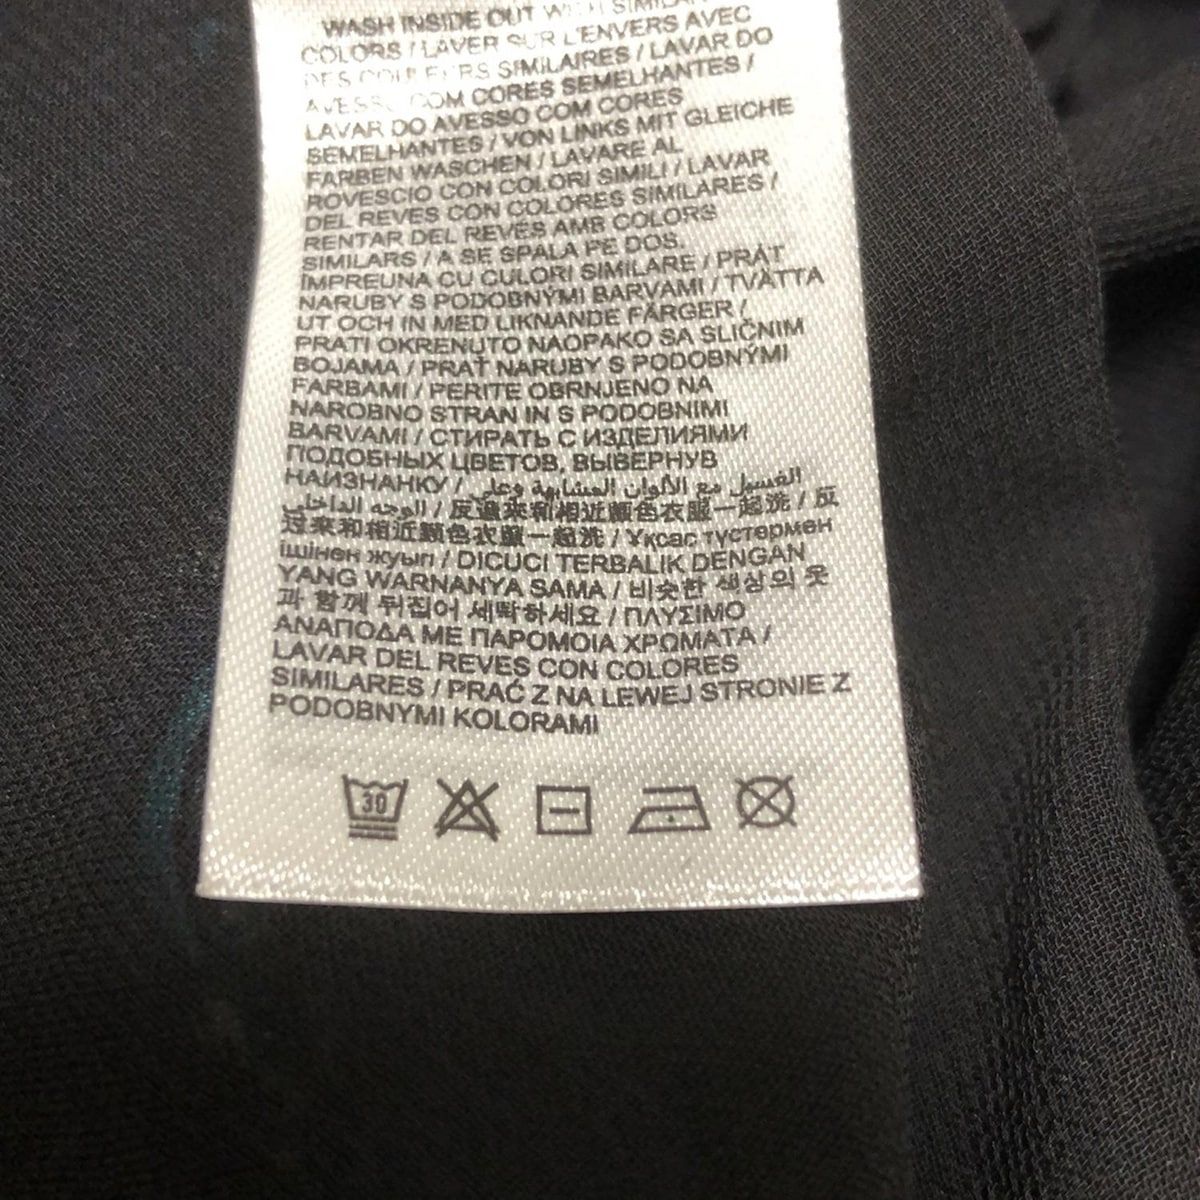 WASH INSIDE OUT WITH SIMILAR
COLORS / LAVER SUR L'ENVERS AVEC
DES COULEURS SIMILAIRES / LAVAR DO
AVESSO COM CORES SEMELHANTES /
LAVAR DO AVESSO COM CORES
SEMELHANTES / VON LINKS MIT GLEICHE
FARBEN WASCHEN / LAVARE AL
ROVESCIO CON COLORI SIMILI / LAVAR
DEL REVES CON COLORES SIMILARES /
RENTAR DEL REVES AMB COLORS
SIMILARS / A SE SPALA PE DOS.
ÎMPREUNA CU CULORI SIMILARE / PRÁT
NARUBY S PODOBNÝMI BARVAMI / TVÄTTA
UT OCH IN MED LIKNANDE FÄRGER /
PRATI OKRENUTO NAOPAKO SA SLIČNIM
BOJAMA / PRAŤ NARUBY S PODOBNÝMI
FARBAMI / PERITE OBRNJENO NA
NAROBNO STRAN IN S PODOBNIMI
BARVAMI / СТИРАТЬ С ИЗДЕЛИЯМИ
ПОДОБНЫХ ЦВЕТОВ, ВЫВЕРНУВ
НАИЗНАНКУ / الغسيل مع الألوان المشابهة وعلى
الوجه الداخلي / 反過來和相近顏色衣服一起洗 / 反
过来和相近颜色衣服一起洗 / Ұқсас түстермен
ішінен жуып / DICUCI TERBALIK DENGAN
YANG WARNANYA SAMA / 비슷한 색상의 옷
과 함께 뒤집어 세탁하세요 / ΠΛΥΣΙΜΟ
ΑΝΑΠΟΔΑ ΜΕ ΠΑΡΟΜΟΙΑ ΧΡΩΜΑΤΑ /
LAVAR DEL REVES CON COLORES
SIMILARES / PRAĆ Z NA LEWEJ STRONIE Z
PODOBNYMI KOLORAMI
30